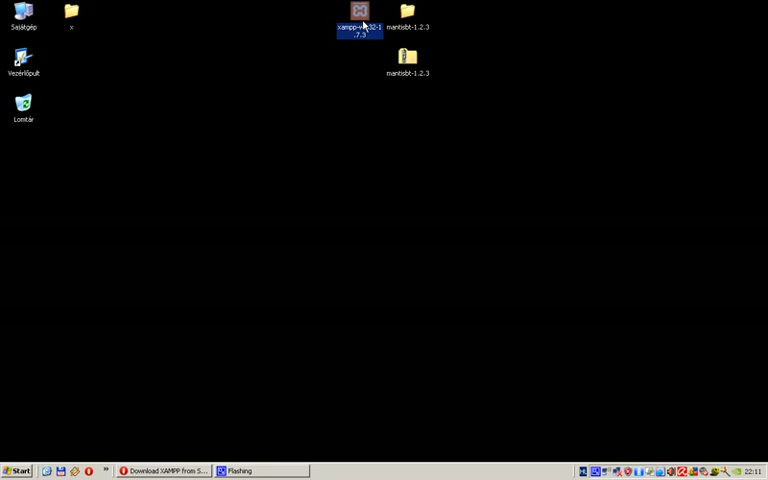 Sajátgép
x
xampp-win32-1
.7.3
mantisbt-1.2.3
Vezérlőpult
mantisbt-1.2.3
Lomtár
Start
»
Download XAMPP from S...
Flashing
22:11